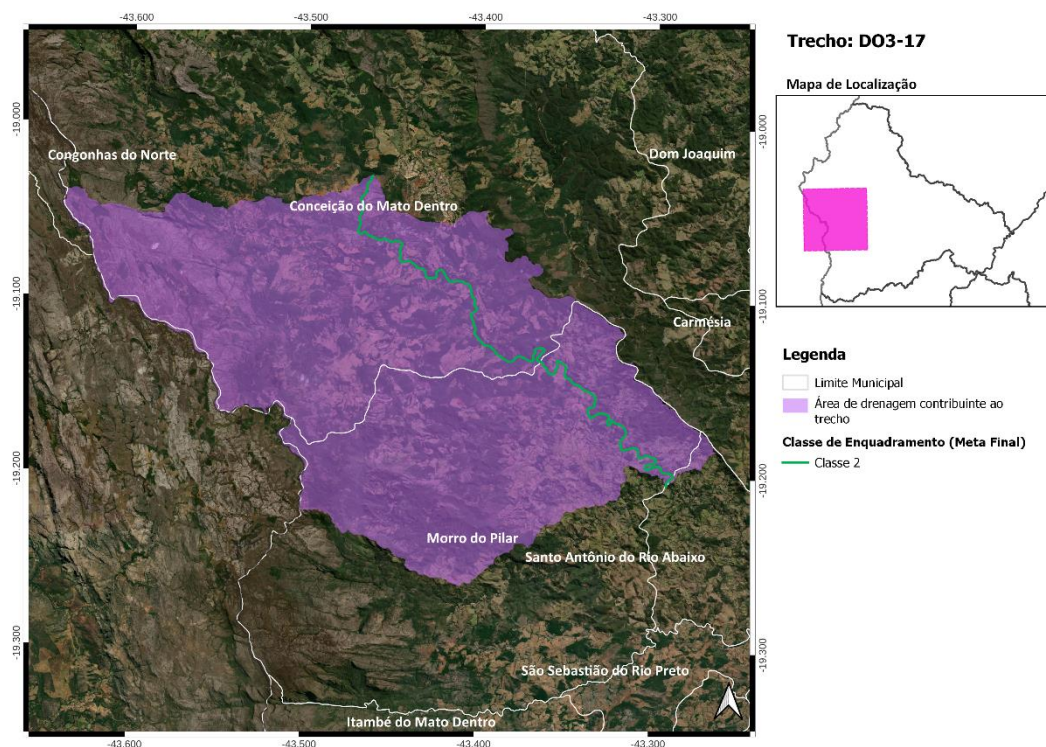 -43.600
-43.500
-43.400
-43.300
Trecho: DO3-17
Mapa de Localização
-19.000
-19.000
Congonhas do Norte
Dom Joaquim
Conceição do Mato Dentro
-19.100
-19.100
Carmésia
Legenda
Limite Municipal
Área de drenagem contribuinte ao
trecho
Classe de Enquadramento (Meta Final)
Classe 2
-19.200
-19.200
Morro do Pilar
Santo Antônio do Rio Abaixo
-19.300
-19.300
São Sebastião do Rio Preto
Itambé do Mato Dentro
-43.600
-43.500
-43.400
-43.300